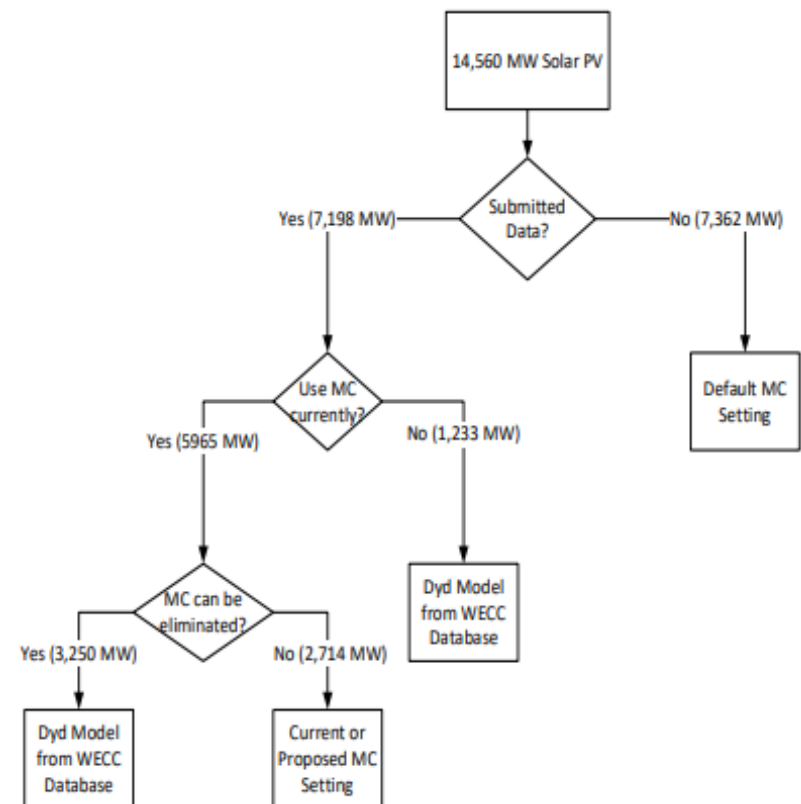 14,560 MW Solar PV
Submitted
Data?
Yes (7,198 MW)
No (7,362 MW)
Use MC
currently?
Default MC
Setting
Yes (5965 MW)
No (1,233 MW)
MC can be
eliminated?
Dyd Model
from WECC
Database
Yes (3,250 MW)
No (2,714 MW)
Dyd Model
from WECC
Database
Current or
Proposed MC
Setting